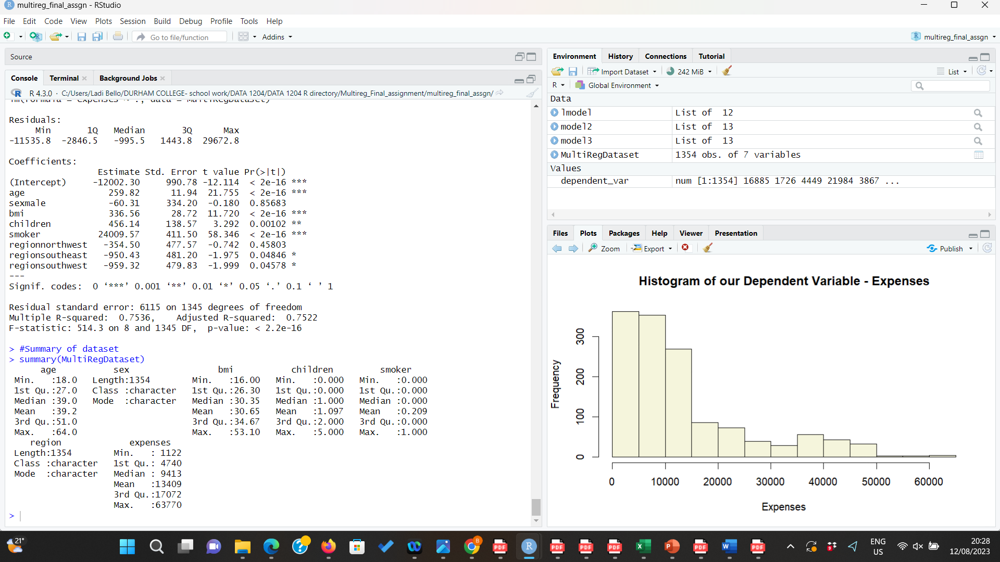 multireg_final_assgn - RStudio
File Edit Code View Plots Session Build Debug Profile Tools Help
Go to file/function Addins multireg_final_assgn
Source
Console Terminal Background Jobs
R 4.3.0 · C:/Users/Ladi Bello/DURHAM COLLEGE- school work/DATA 1204/DATA 1204 R directory/Multireg_Final_assignment/multireg_final_assgn/
lm(formula = expenses ~ ., data = MultiRegDataset)
Residuals:
Min 1Q Median 3Q Max
-11535.8 -2846.5 -995.5 1443.8 29672.8
Coefficients:
Estimate Std. Error t value Pr(>|t|)
(Intercept) -12002.30 990.78 -12.114 < 2e-16 ***
age 259.82 11.94 21.755 < 2e-16 ***
sexmale -60.31 334.20 -0.180 0.85683
bmi 336.56 28.72 11.720 < 2e-16 ***
children 456.14 138.57 3.292 0.00102 **
smoker 24009.57 411.50 58.346 < 2e-16 ***
regionnorthwest -354.50 477.57 -0.742 0.45803
regionsoutheast -950.43 481.20 -1.975 0.04846 *
regionsouthwest -959.32 479.83 -1.999 0.04578 *
---
Signif. codes: 0 ‘***’ 0.001 ‘**’ 0.01 ‘*’ 0.05 ‘.’ 0.1 ‘ ’ 1
Residual standard error: 6115 on 1345 degrees of freedom
Multiple R-squared: 0.7536, Adjusted R-squared: 0.7522
F-statistic: 514.3 on 8 and 1345 DF, p-value: < 2.2e-16
> #Summary of dataset
> summary(MultiRegDataset)
age sex bmi children smoker
Min. :18.0 Length:1354 Min. :16.00 Min. :0.000 Min. :0.000
1st Qu.:27.0 Class :character 1st Qu.:26.30 1st Qu.:0.000 1st Qu.:0.000
Median :39.0 Mode :character Median :30.35 Median :1.000 Median :0.000
Mean :39.2 Mean :30.65 Mean :1.097 Mean :0.209
3rd Qu.:51.0 3rd Qu.:34.67 3rd Qu.:2.000 3rd Qu.:0.000
Max. :64.0 Max. :53.10 Max. :5.000 Max. :1.000
region expenses
Length:1354 Min. : 1122
Class :character 1st Qu.: 4740
Mode :character Median : 9413
Mean :13409
3rd Qu.:17072
Max. :63770
>
Environment History Connections Tutorial
Import Dataset 242 MiB List
R Global Environment
Data
lmodel List of 12
model2 List of 13
model3 List of 13
MultiRegDataset 1354 obs. of 7 variables
Values
dependent_var num [1:1354] 16885 1726 4449 21984 3867 ...
Files Plots Packages Help Viewer Presentation
Zoom Export Publish
Histogram of our Dependent Variable - Expenses
Frequency
300
200
100
0
0 10000 20000 30000 40000 50000 60000
Expenses
21°
ENG
US
20:28
12/08/2023